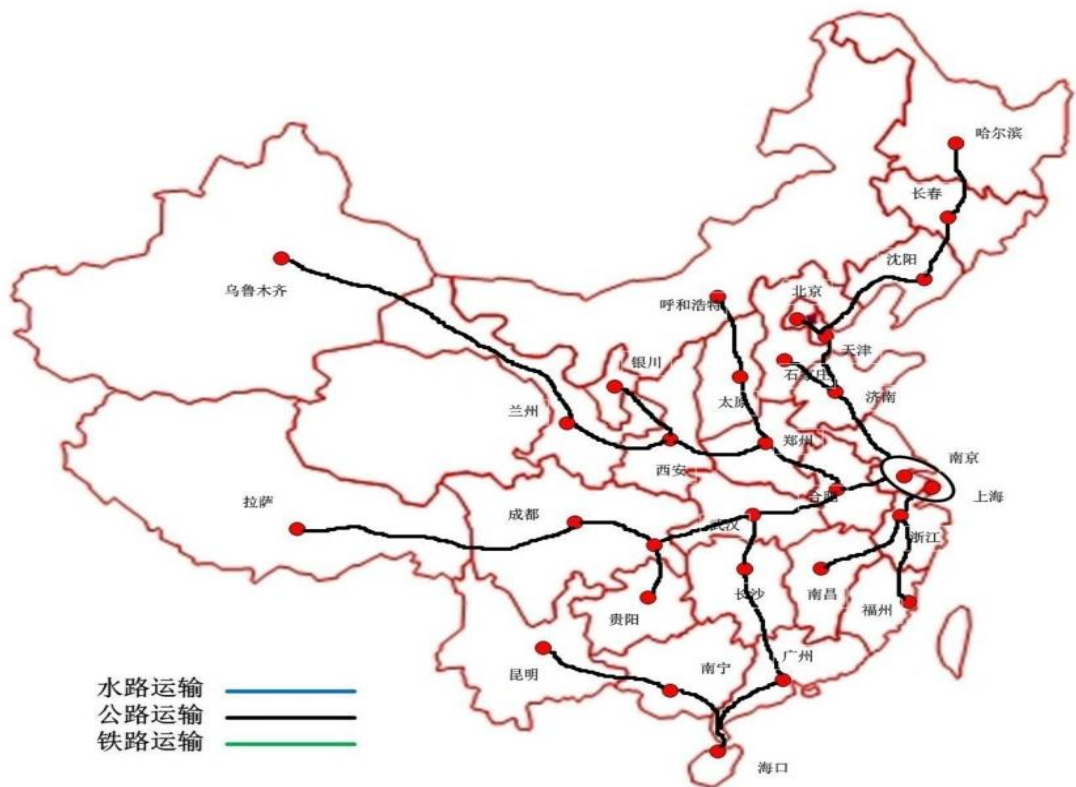 哈尔滨
长春
沈阳
乌鲁木齐
呼和浩特
北京
天津
银川
石家庄
太原
济南
兰州
郑州
西安
南京
合肥
上海
拉萨
成都
武汉
浙江
长沙
南昌
福州
贵阳
昆明
南宁
广州
海口
水路运输
公路运输
铁路运输